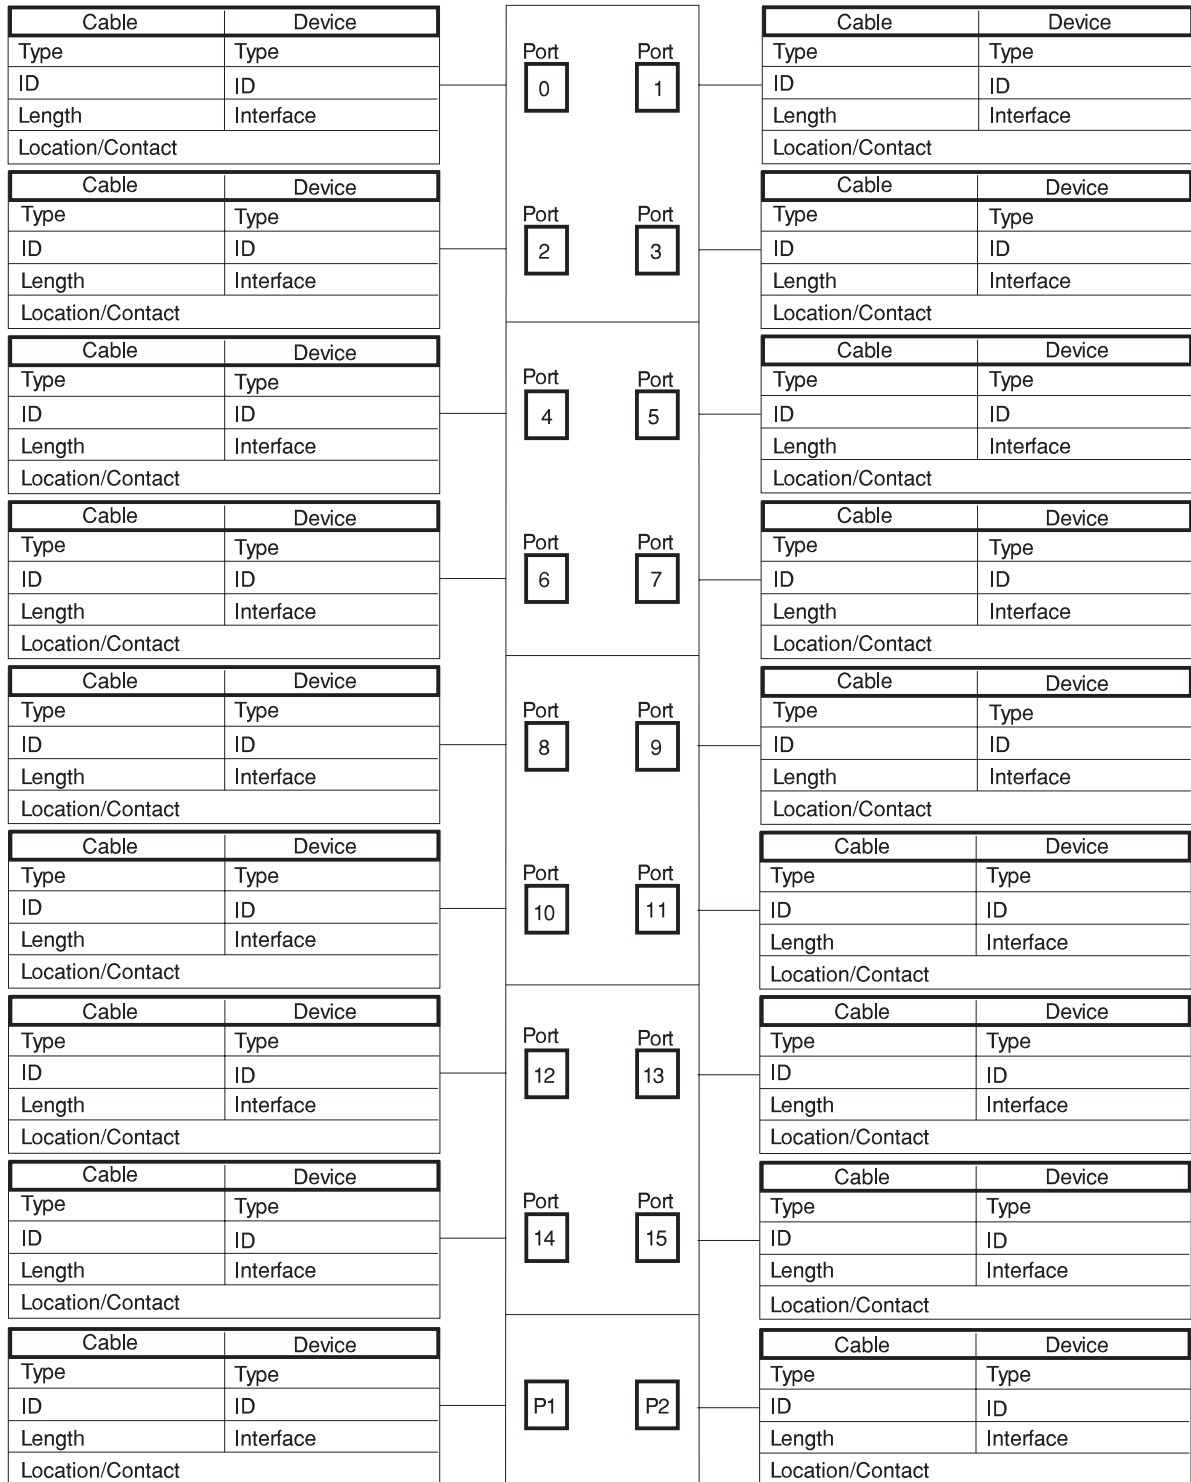 Cable Device Port Port Cable Device
Type Type 0 1 Type Type
ID ID ID ID
Length Interface Length Interface
Location/Contact Location/Contact
Cable Device Port Port Cable Device
Type Type 2 3 Type Type
ID ID ID ID
Length Interface Length Interface
Location/Contact Location/Contact
Cable Device Port Port Cable Device
Type Type 4 5 Type Type
ID ID ID ID
Length Interface Length Interface
Location/Contact Location/Contact
Cable Device Port Port Cable Device
Type Type 6 7 Type Type
ID ID ID ID
Length Interface Length Interface
Location/Contact Location/Contact
Cable Device Port Port Cable Device
Type Type 8 9 Type Type
ID ID ID ID
Length Interface Length Interface
Location/Contact Location/Contact
Cable Device Port Port Cable Device
Type Type 10 11 Type Type
ID ID ID ID
Length Interface Length Interface
Location/Contact Location/Contact
Cable Device Port Port Cable Device
Type Type 12 13 Type Type
ID ID ID ID
Length Interface Length Interface
Location/Contact Location/Contact
Cable Device Port Port Cable Device
Type Type 14 15 Type Type
ID ID ID ID
Length Interface Length Interface
Location/Contact Location/Contact
Cable Device Cable Device
Type Type P1 P2 Type Type
ID ID ID ID
Length Interface Length Interface
Location/Contact Location/Contact